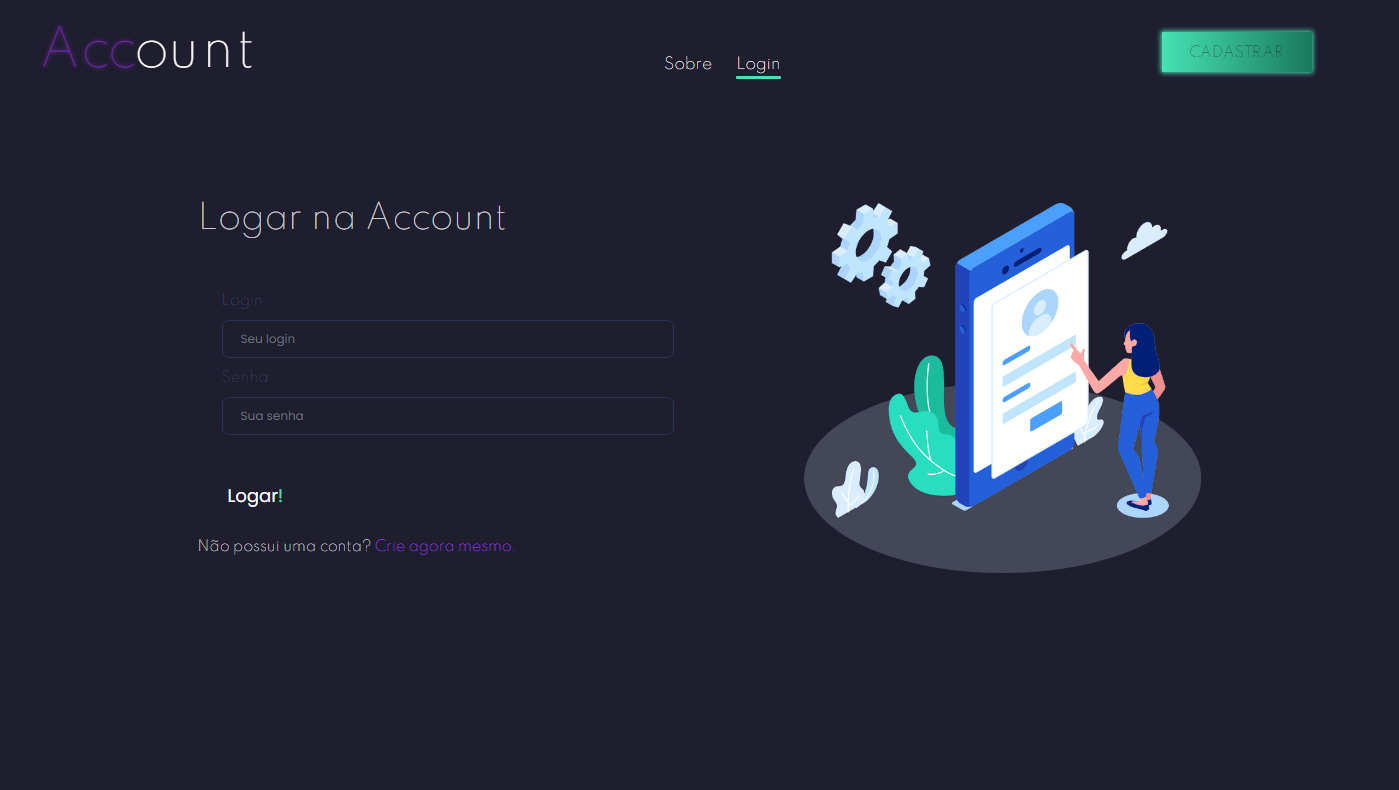 Account
Sobre Login
CADASTRAR
Logar na Account
Login
Seu login
Senha
Sua senha
Logar!
Não possui uma conta? Crie agora mesmo.